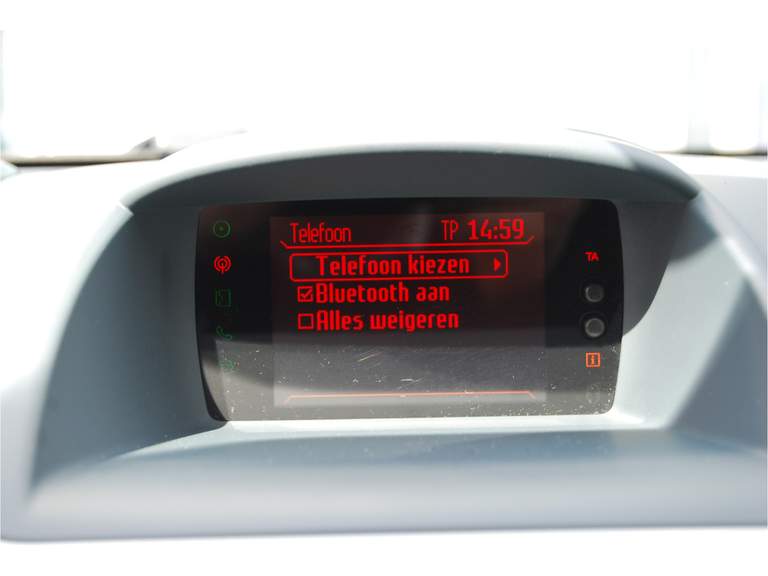 Telefoon TP 14:59
TA
Telefoon kiezen
Bluetooth aan
Alles weigeren